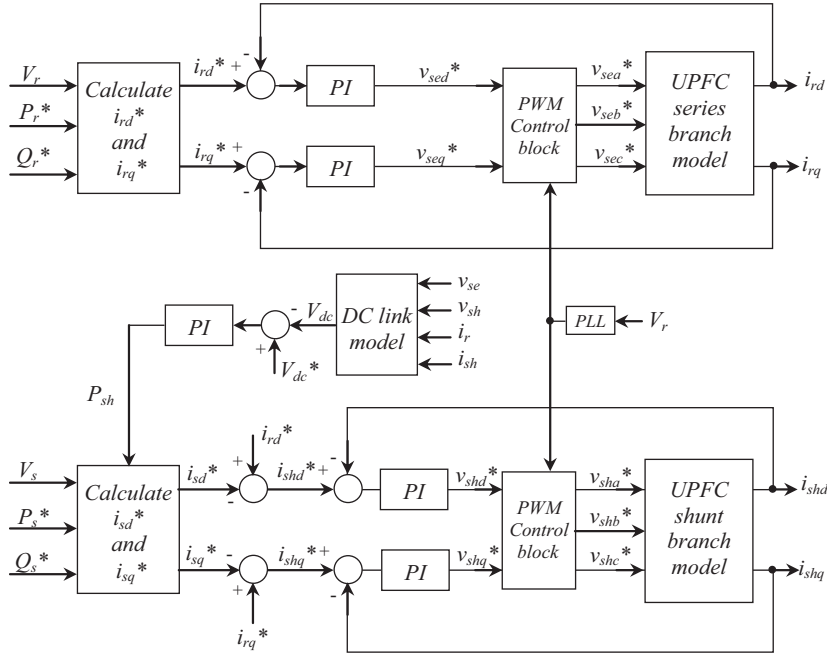 V_r
P_r*
Q_r*
Calculate
i_rd*
and
i_rq*
i_rd* + -
i_rq* +
-
PI
PI
v_sed*
v_seq*
PWM
Control
block
v_sea*
v_seb*
v_sec*
UPFC
series
branch
model
i_rd
i_rq
PI
-
+
V_dc
V_dc*
DC link
model
v_se
v_sh
i_r
i_sh
PLL
V_r
P_sh
V_s
P_s*
Q_s*
Calculate
i_sd*
and
i_sq*
i_sd*
i_sq*
i_rd*
+
-
-
+
i_rq*
i_shd* + -
i_shq* +
-
PI
PI
v_shd*
v_shq*
PWM
Control
block
v_sha*
v_shb*
v_shc*
UPFC
shunt
branch
model
i_shd
i_shq